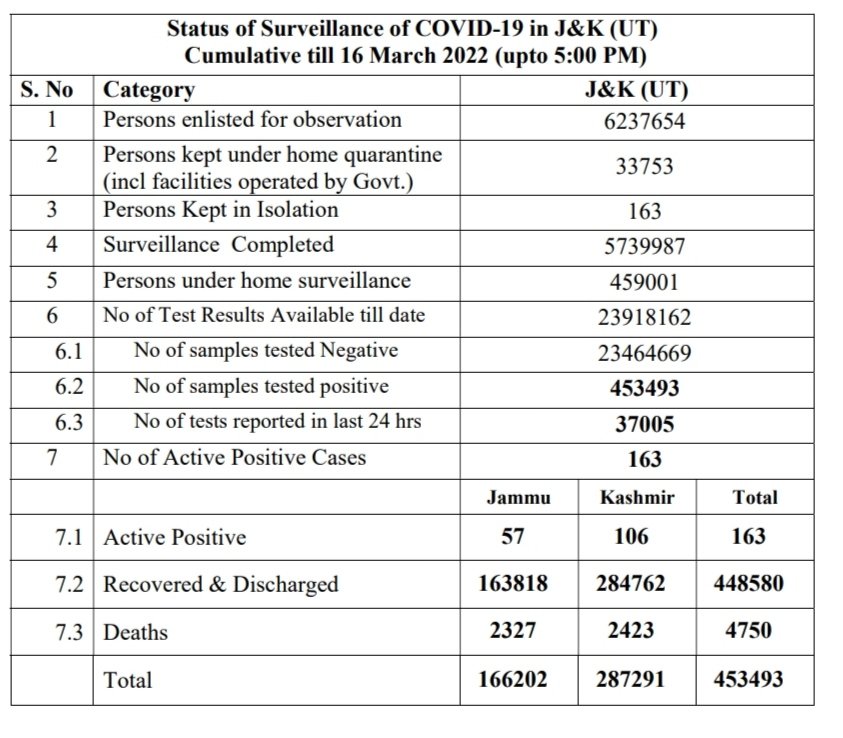 Status of Surveillance of COVID-19 in J&K (UT)
Cumulative till 16 March 2022 (upto 5:00 PM)
S. No Category J&K (UT)
1 Persons enlisted for observation 6237654
2 Persons kept under home quarantine
(incl facilities operated by Govt.) 33753
3 Persons Kept in Isolation 163
4 Surveillance Completed 5739987
5 Persons under home surveillance 459001
6 No of Test Results Available till date 23918162
6.1 No of samples tested Negative 23464669
6.2 No of samples tested positive 453493
6.3 No of tests reported in last 24 hrs 37005
7 No of Active Positive Cases 163
Jammu Kashmir Total
7.1 Active Positive 57 106 163
7.2 Recovered & Discharged 163818 284762 448580
7.3 Deaths 2327 2423 4750
Total 166202 287291 453493